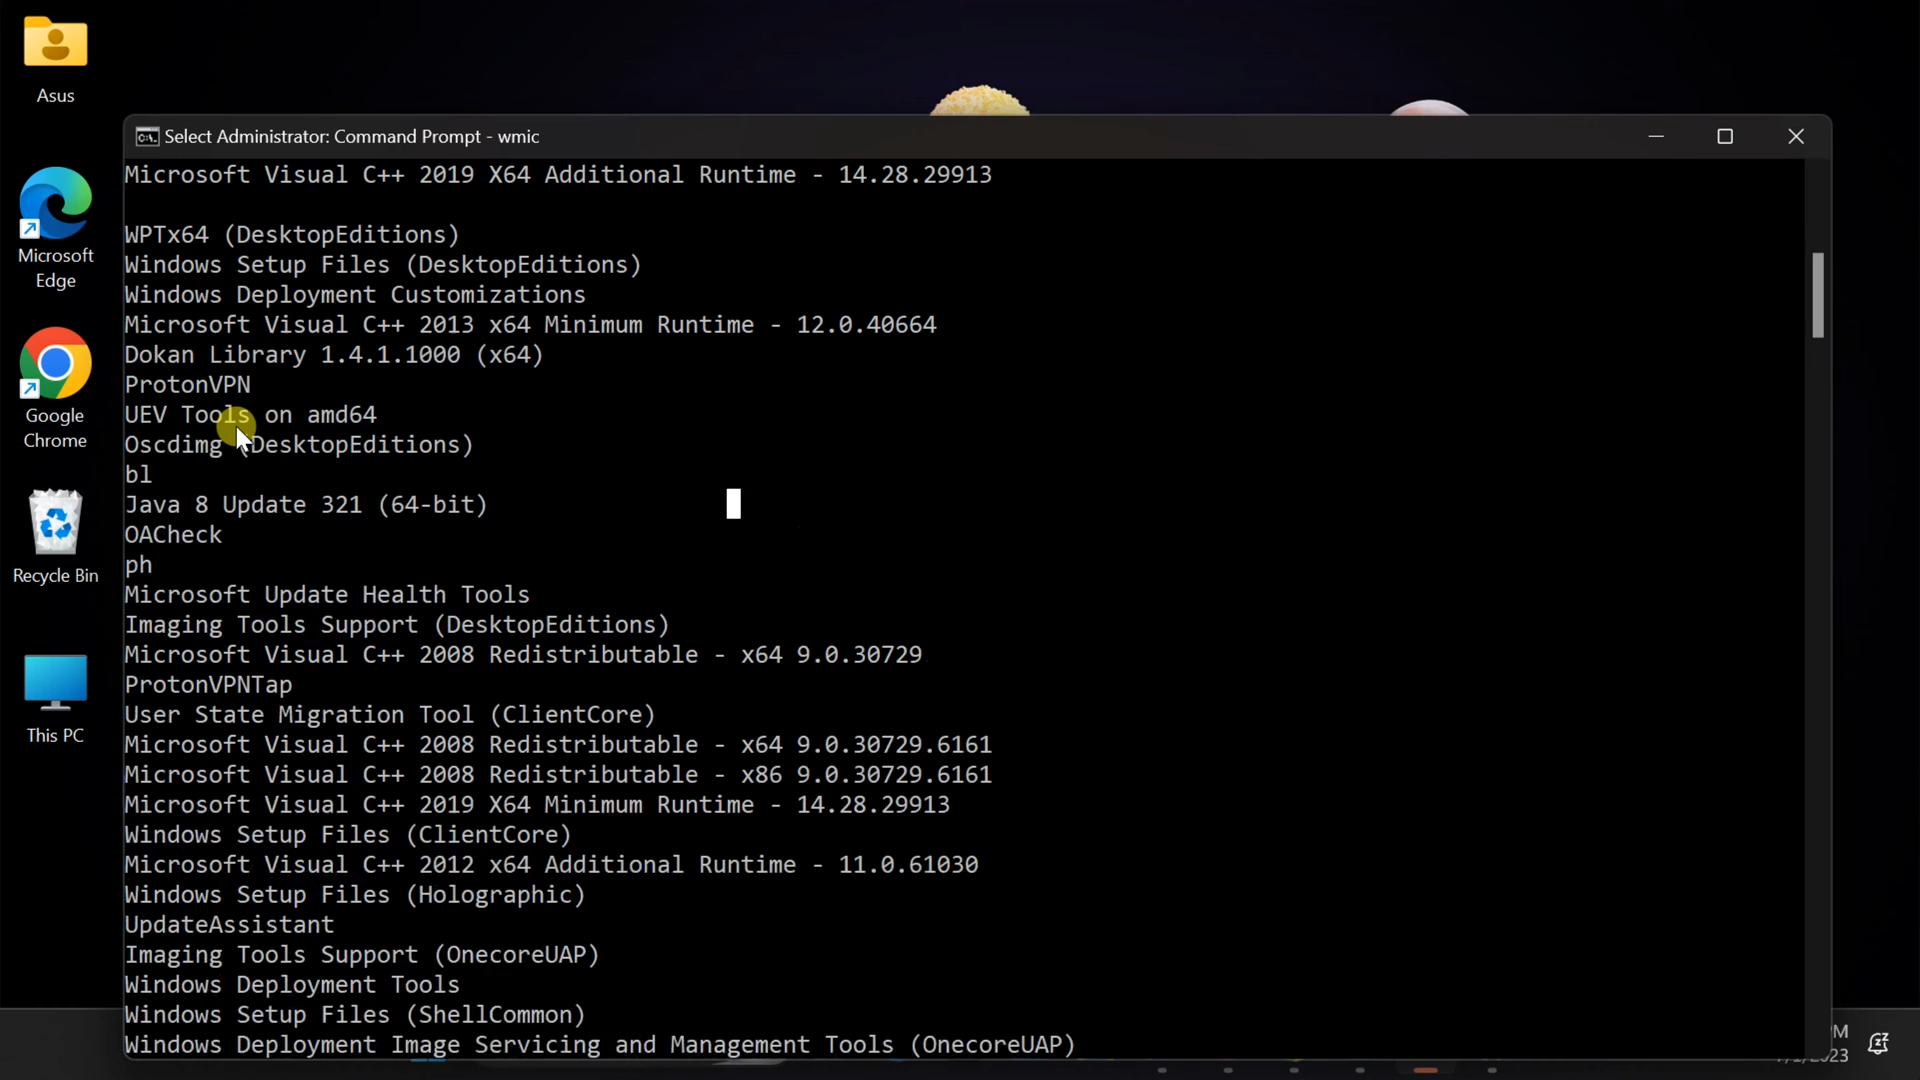 Asus
Microsoft Edge
Google Chrome
Recycle Bin
This PC
Select Administrator: Command Prompt - wmic
Microsoft Visual C++ 2019 X64 Additional Runtime - 14.28.29913
WPTx64 (DesktopEditions)
Windows Setup Files (DesktopEditions)
Windows Deployment Customizations
Microsoft Visual C++ 2013 x64 Minimum Runtime - 12.0.40664
Dokan Library 1.4.1.1000 (x64)
ProtonVPN
UEV Tools on amd64
Oscdimg (DesktopEditions)
bl
Java 8 Update 321 (64-bit)
OACheck
ph
Microsoft Update Health Tools
Imaging Tools Support (DesktopEditions)
Microsoft Visual C++ 2008 Redistributable - x64 9.0.30729
ProtonVPNTap
User State Migration Tool (ClientCore)
Microsoft Visual C++ 2008 Redistributable - x64 9.0.30729.6161
Microsoft Visual C++ 2008 Redistributable - x86 9.0.30729.6161
Microsoft Visual C++ 2019 X64 Minimum Runtime - 14.28.29913
Windows Setup Files (ClientCore)
Microsoft Visual C++ 2012 x64 Additional Runtime - 11.0.61030
Windows Setup Files (Holographic)
UpdateAssistant
Imaging Tools Support (OnecoreUAP)
Windows Deployment Tools
Windows Setup Files (ShellCommon)
Windows Deployment Image Servicing and Management Tools (OnecoreUAP)